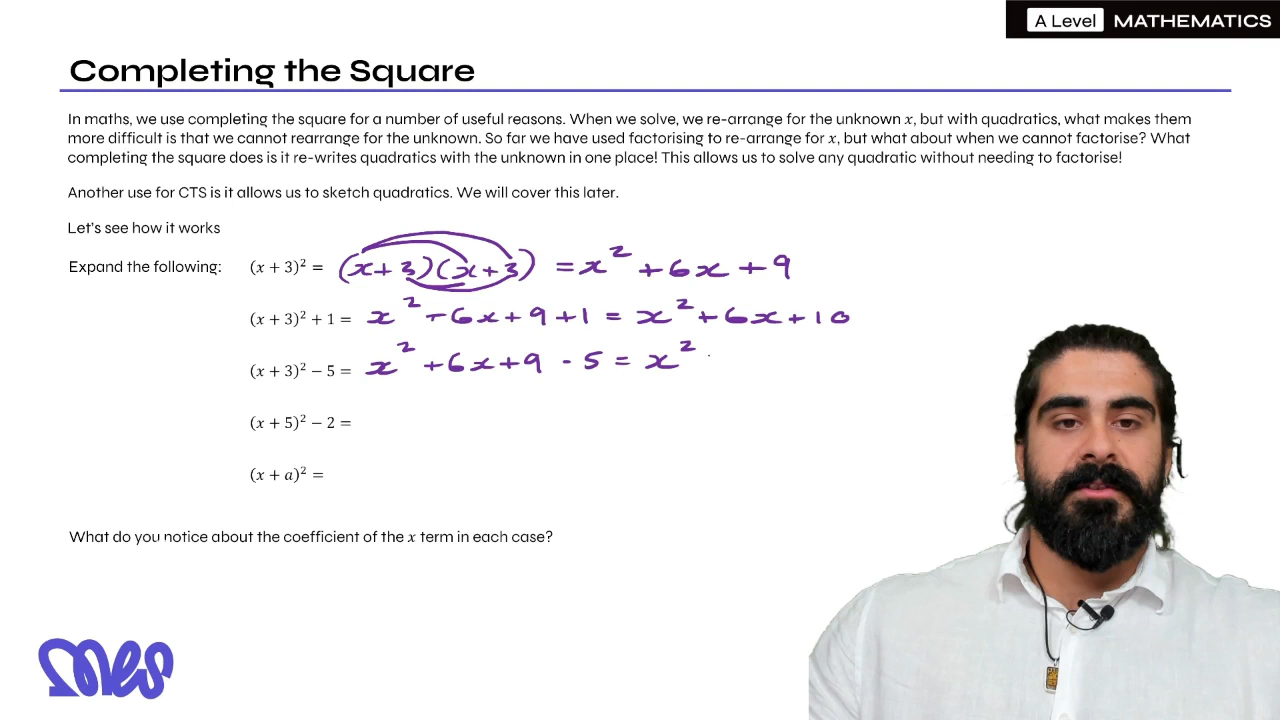 A Level MATHEMATICS
Completing the Square
In maths, we use completing the square for a number of useful reasons. When we solve, we re-arrange for the unknown x, but with quadratics, what makes them
more difficult is that we cannot rearrange for the unknown. So far we have used factorising to re-arrange for x, but what about when we cannot factorise? What
completing the square does is it re-writes quadratics with the unknown in one place! This allows us to solve any quadratic without needing to factorise!
Another use for CTS is it allows us to sketch quadratics. We will cover this later.
Let's see how it works
Expand the following: (x + 3)² = (x+3)(x+3) = x² + 6x + 9
(x + 3)² + 1 = x² + 6x + 9 + 1 = x² + 6x + 10
(x + 3)² − 5 = x² + 6x + 9 - 5 = x²
(x + 5)² − 2 =
(x + a)² =
What do you notice about the coefficient of the x term in each case?